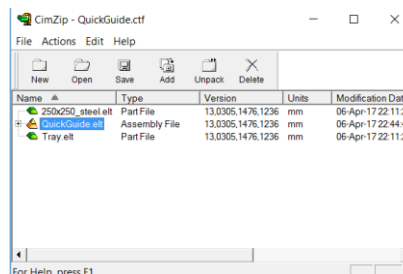 CimZip - QuickGuide.ctf
File Actions Edit Help
New Open Save Add Unpack Delete
Name Type Version Units Modification Dat
250x250_steel.elt Part File 13,0305,1476,1236 mm 06-Apr-17 22:11:
QuickGuide.elt Assembly File 13,0305,1476,1236 mm 06-Apr-17 22:44:
Tray.elt Part File 13,0305,1476,1236 mm 06-Apr-17 22:11:
For Help, press F1